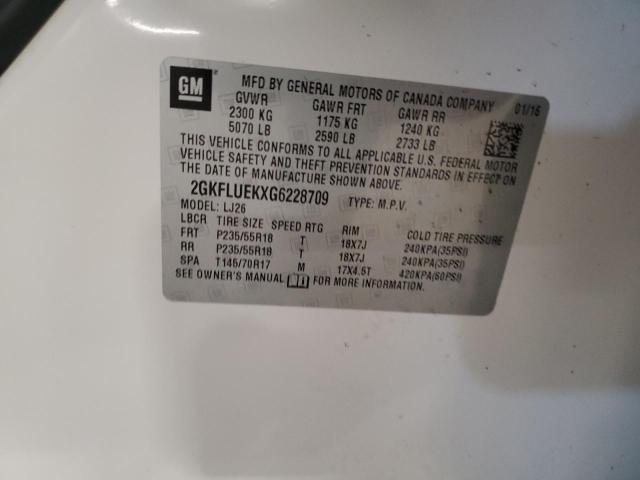 GM
MFD BY GENERAL MOTORS OF CANADA COMPANY
GVWR GAWR FRT GAWR RR 01/16
2300 KG 1175 KG 1240 KG
5070 LB 2590 LB 2733 LB
THIS VEHICLE CONFORMS TO ALL APPLICABLE U.S. FEDERAL MOTOR
VEHICLE SAFETY AND THEFT PREVENTION STANDARDS IN EFFECT ON
THE DATE OF MANUFACTURE SHOWN ABOVE.
2GKFLUEKXG6228709 TYPE: M.P.V.
MODEL: LJ26
LBCR TIRE SIZE SPEED RTG RIM COLD TIRE PRESSURE
FRT P235/55R18 T 18X7J 240KPA(35PSI)
RR P235/55R18 T 18X7J 240KPA(35PSI)
SPA T145/70R17 M 17X4.5T 420KPA(60PSI)
SEE OWNER'S MANUAL FOR MORE INFORMATION.